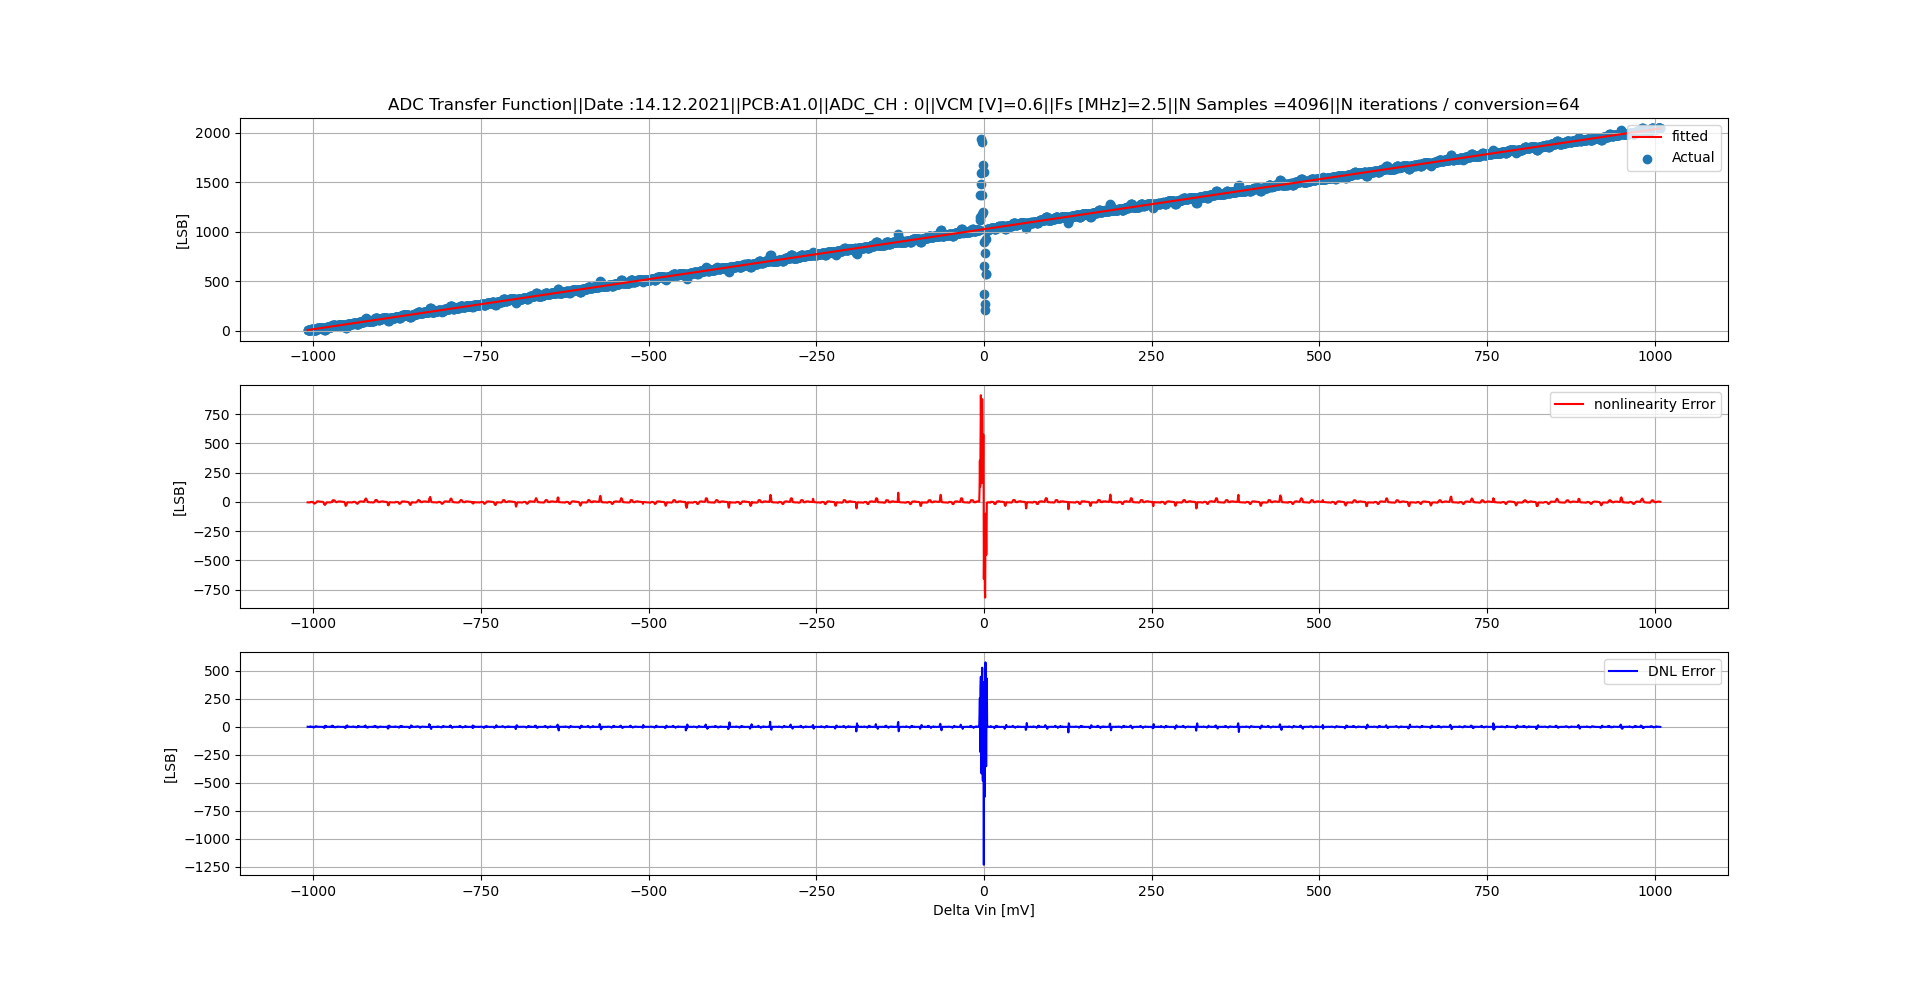 ADC Transfer Function||Date :14.12.2021||PCB:A1.0||ADC_CH : 0||VCM [V]=0.6||Fs [MHz]=2.5||N Samples =4096||N iterations / conversion=64
[LSB]
2000
1500
1000
500
0
fitted
Actual
−1000 −750 −500 −250 0 250 500 750 1000
[LSB]
750
500
250
0
−250
−500
−750
nonlinearity Error
−1000 −750 −500 −250 0 250 500 750 1000
[LSB]
500
250
0
−250
−500
−750
−1000
−1250
DNL Error
−1000 −750 −500 −250 0 250 500 750 1000
Delta Vin [mV]